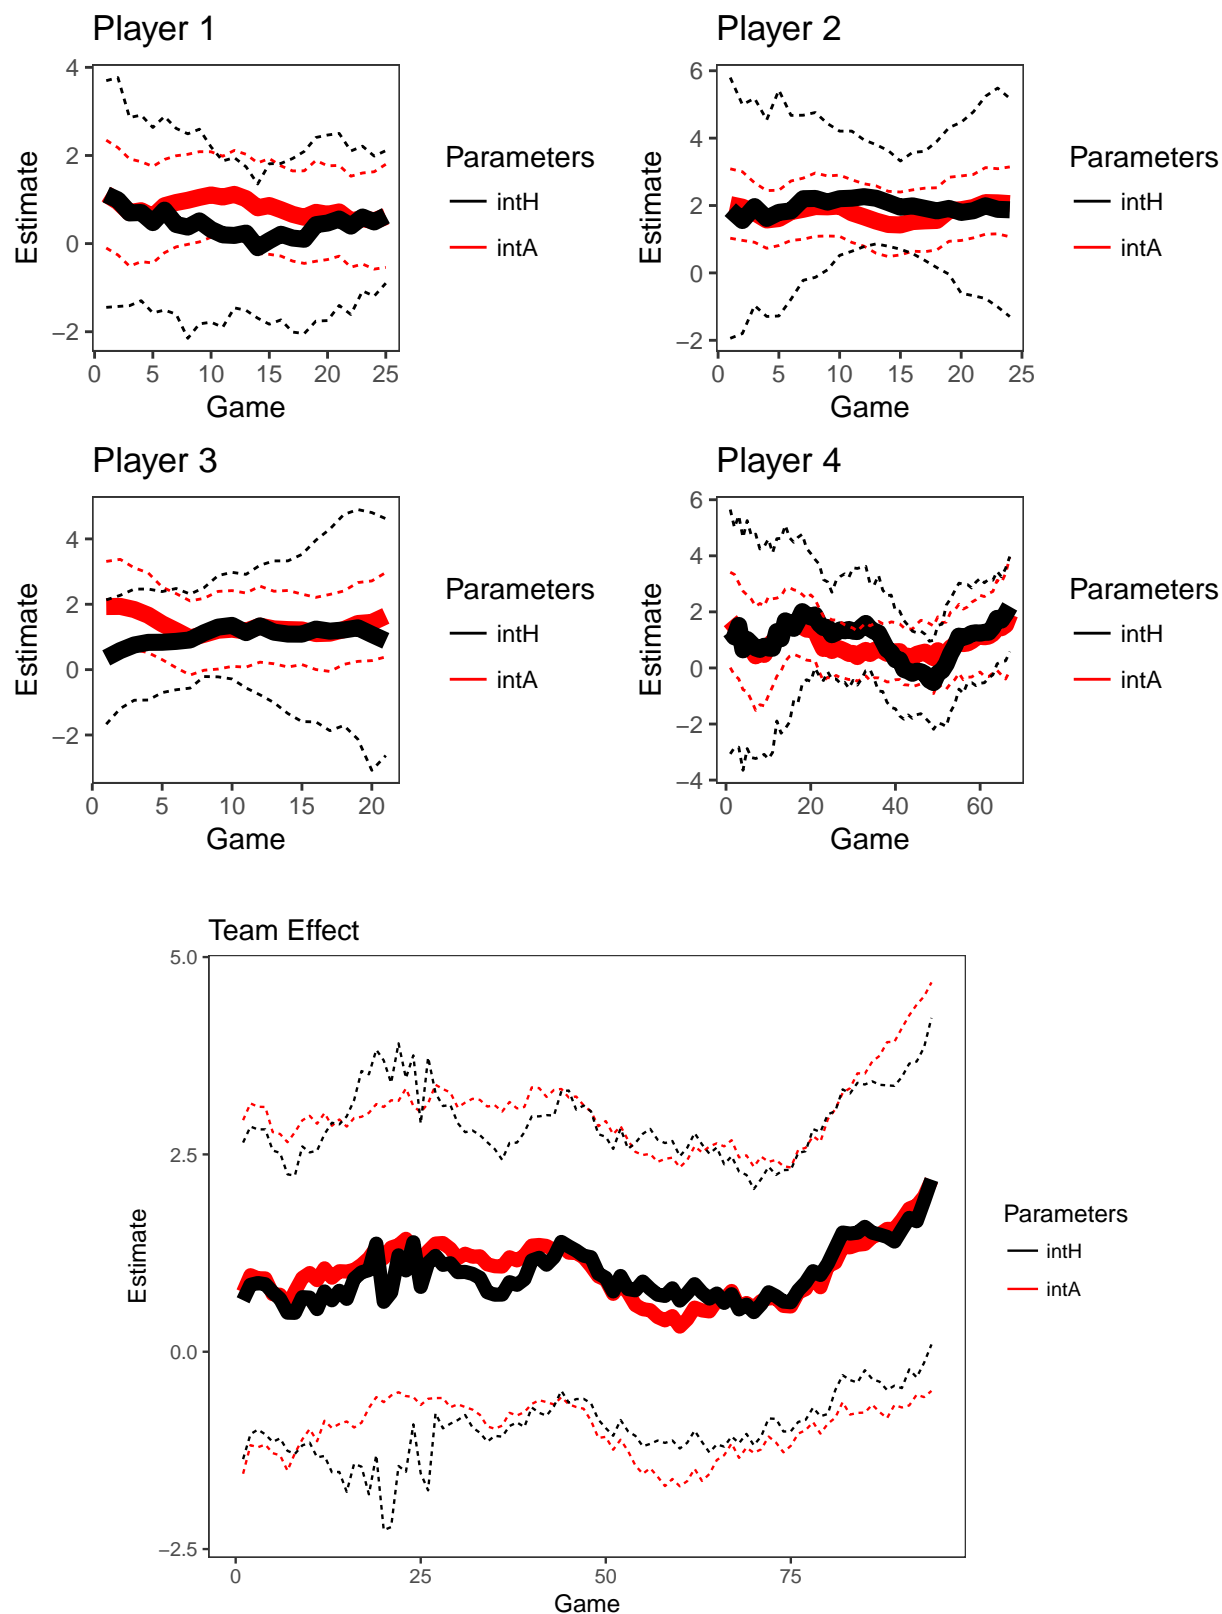 Player 1
4
2
0
−2
Estimate
0 5 10 15 20 25
Game
Parameters
intH
intA
Player 2
6
4
2
0
−2
Estimate
0 5 10 15 20 25
Game
Parameters
intH
intA
Player 3
4
2
0
−2
Estimate
0 5 10 15 20
Game
Parameters
intH
intA
Player 4
6
4
2
0
−2
−4
Estimate
0 20 40 60
Game
Parameters
intH
intA
Team Effect
5.0
2.5
0.0
−2.5
Estimate
0 25 50 75
Game
Parameters
intH
intA